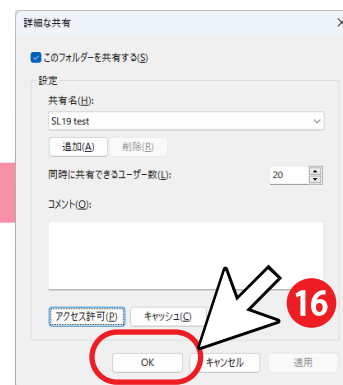 詳細な共有
このフォルダーを共有する(S)
設定
共有名(H):
SL19 test
追加(A) 削除(R)
同時に共有できるユーザー数(L): 20
コメント(O):
アクセス許可(P) キャッシュ(C)
16
OK キャンセル 適用